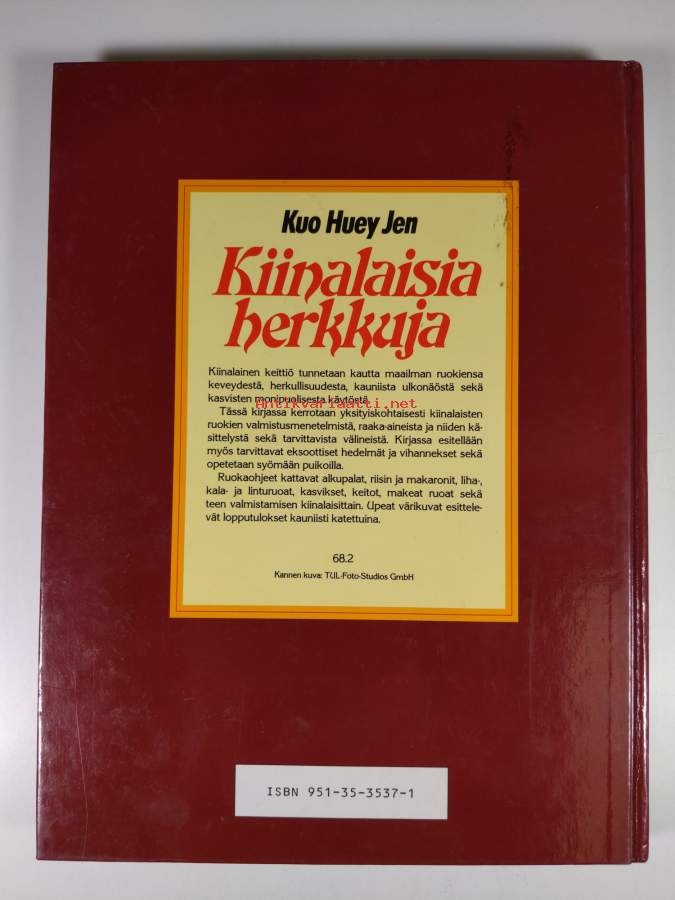 Kuo Huey Jen
Kiinalaisia
herkkuja
Kiinalainen keittiö tunnetaan kautta maailman ruokiensa
keveydestä, herkullisuudesta, kauniista ulkonäöstä sekä
kasvisten monipuolisesta käytöstä.
Antikvariaatti.net
Tässä kirjassa kerrotaan yksityiskohtaisesti kiinalaisten
ruokien valmistusmenetelmistä, raaka-aineista ja niiden kä-
sittelystä sekä tarvittavista välineistä. Kirjassa esitellään
myös tarvittavat eksoottiset hedelmät ja vihannekset sekä
opetetaan syömään puikoilla.
Ruokaohjeet kattavat alkupalat, riisin ja makaronit, liha-,
kala- ja linturuoat, kasvikset, keitot, makeat ruoat sekä
teen valmistamisen kiinalaisittain. Upeat värikuvat esittele-
vät lopputulokset kauniisti katettuina.
68.2
Kannen kuva: TUL-Foto-Studios GmbH
ISBN 951-35-3537-1